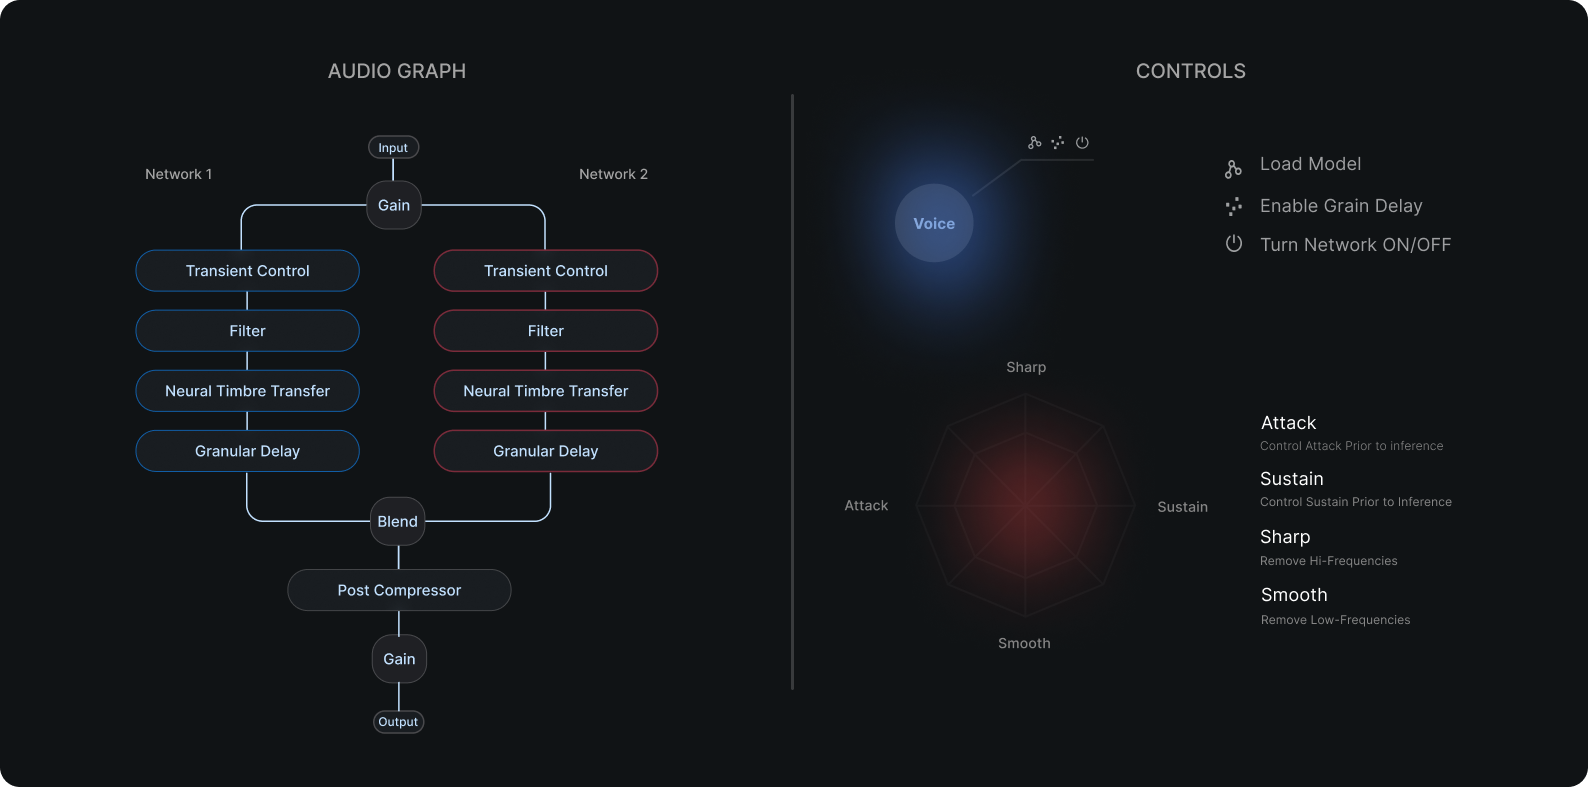 AUDIO GRAPH
Input
Network 1
Network 2
Gain
Transient Control
Transient Control
Filter
Filter
Neural Timbre Transfer
Neural Timbre Transfer
Granular Delay
Granular Delay
Blend
Post Compressor
Gain
Output
CONTROLS
Voice
Load Model
Enable Grain Delay
Turn Network ON/OFF
Sharp
Attack
Sustain
Smooth
Attack
Control Attack Prior to inference
Sustain
Control Sustain Prior to Inference
Sharp
Remove Hi-Frequencies
Smooth
Remove Low-Frequencies